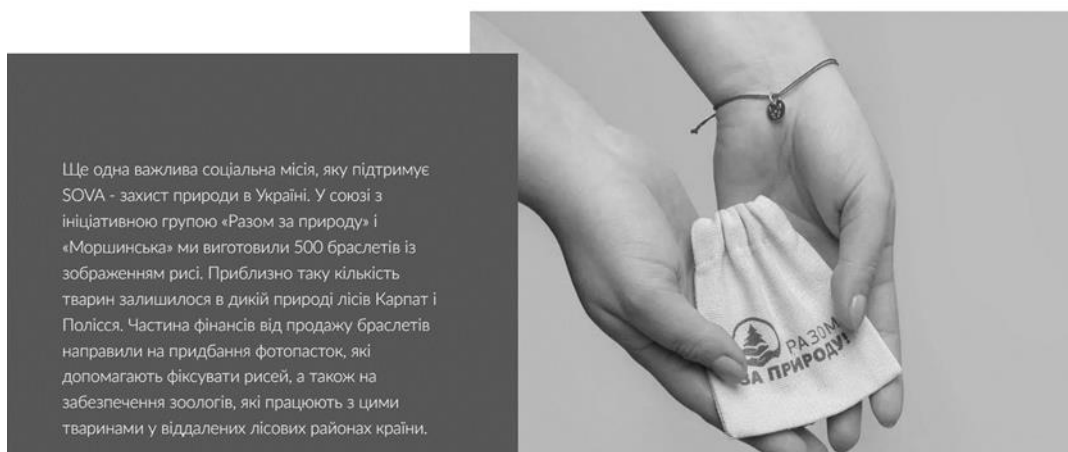 Ще одна важлива соціальна місія, яку підтримує
SOVA - захист природи в Україні. У союзі з
ініціативною групою «Разом за природу» і
«Моршинська» ми виготовили 500 браслетів із
зображенням рисі. Приблизно таку кількість
тварин залишилося в дикій природі лісів Карпат і
Полісся. Частина фінансів від продажу браслетів
направили на придбання фотопасток, які
допомагають фіксувати рисей, а також на
забезпечення зоологів, які працюють з цими
тваринами у віддалених лісових районах країни.
РАЗОМ
ЗА ПРИРОДУ!